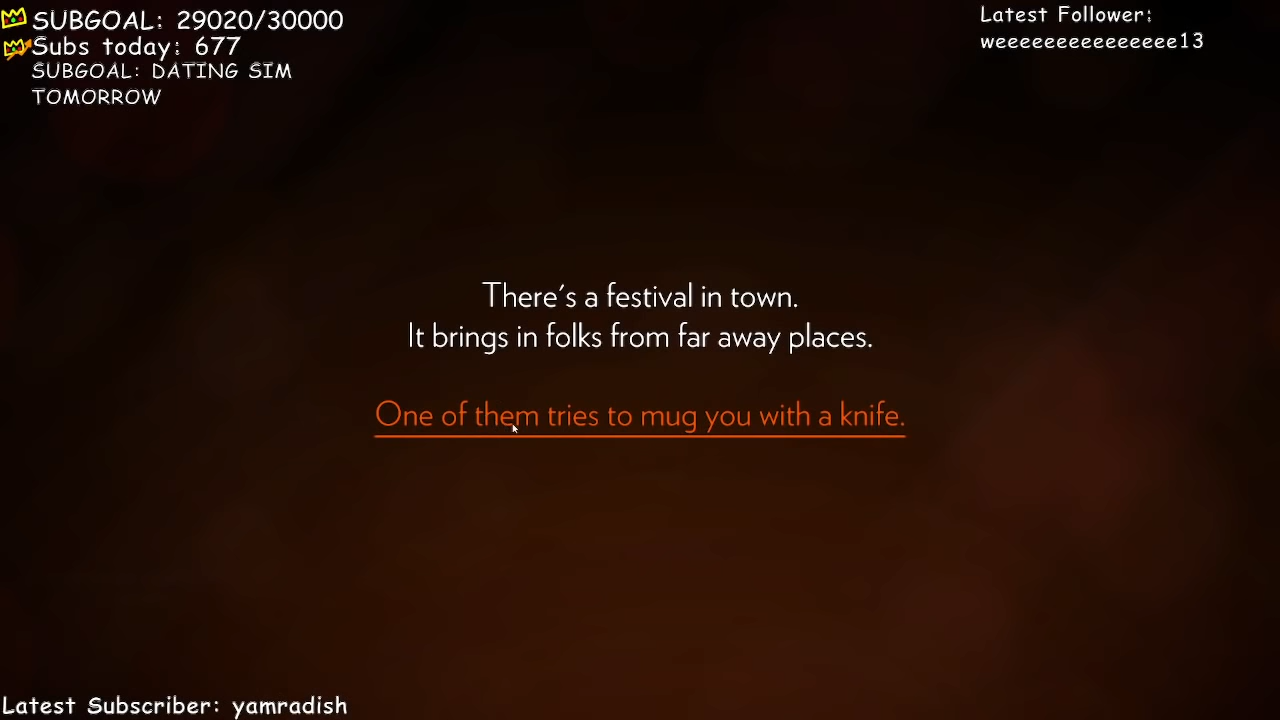 SUBGOAL: 29020/30000
Subs today: 677
SUBGOAL: DATING SIM
TOMORROW
Latest Follower:
weeeeeeeeeeeeeee13
There's a festival in town.
It brings in folks from far away places.
One of them tries to mug you with a knife.
Latest Subscriber: yamradish